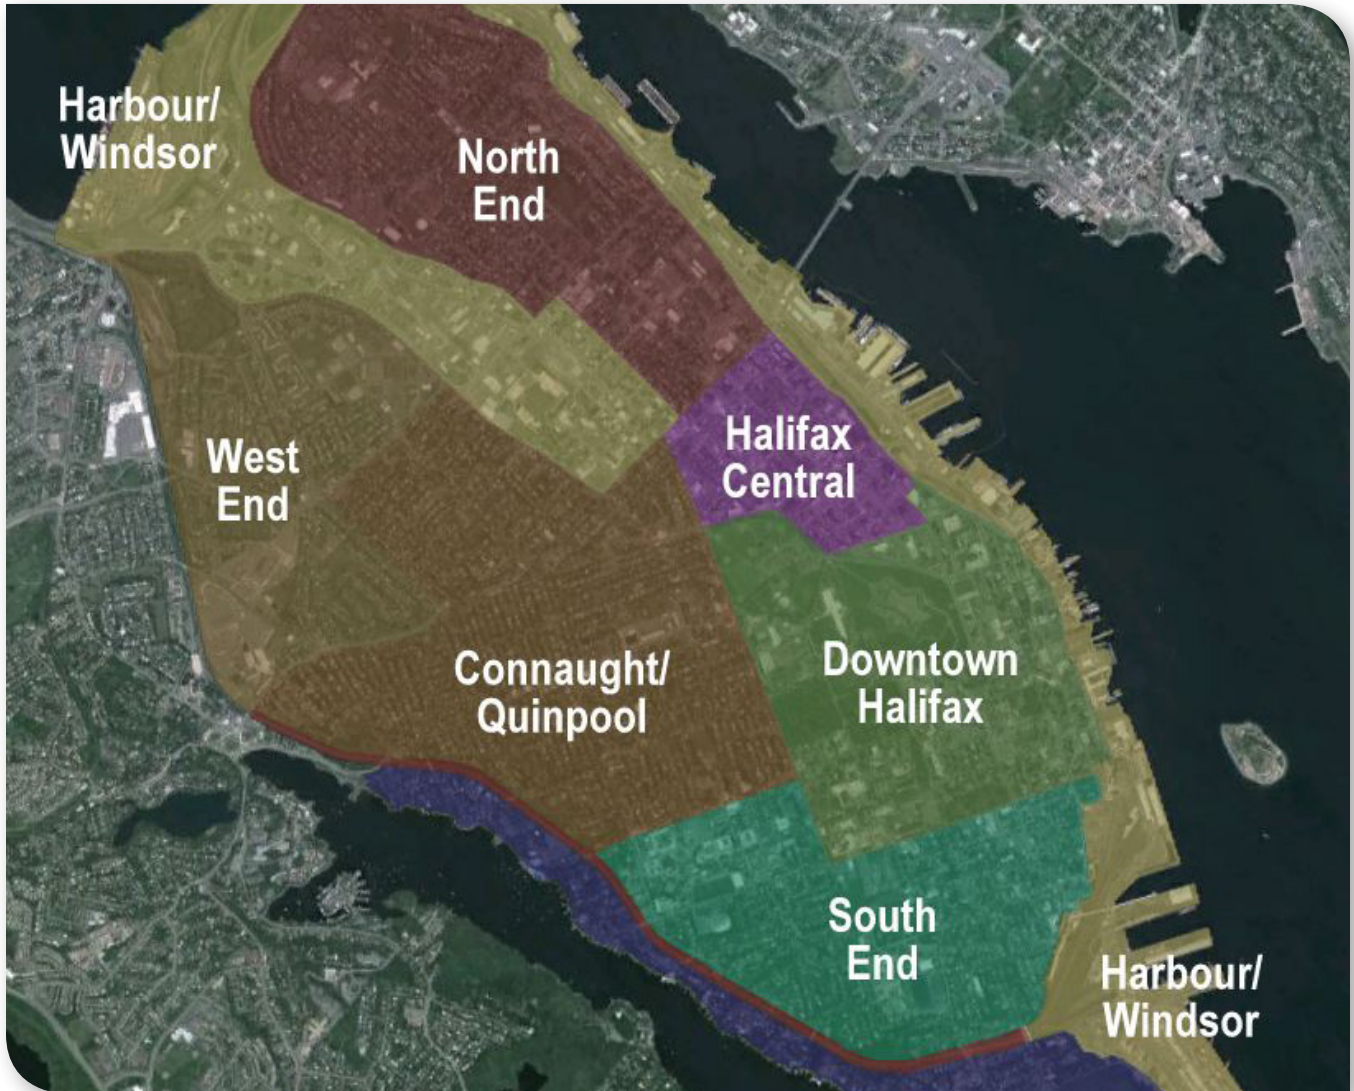 Harbour/
Windsor
North
End
West
End
Halifax
Central
Connaught/
Quinpool
Downtown
Halifax
South
End
Harbour/
Windsor